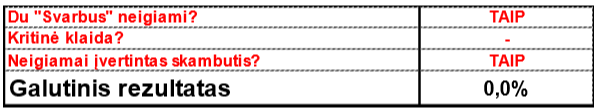 Du "Svarbus" neigiami? TAIP
Kritinė klaida? -
Neigiamai įvertintas skambutis? TAIP
Galutinis rezultatas 0,0%